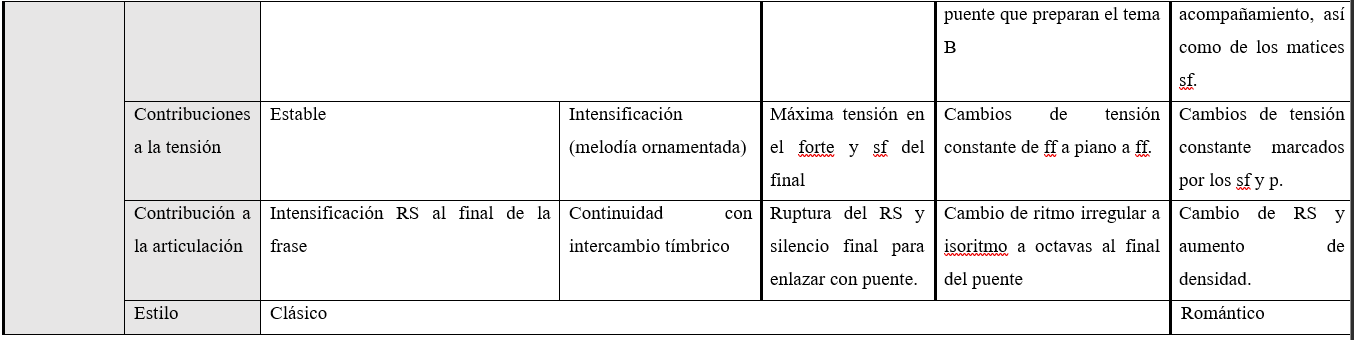 puente que preparan el tema
B
acompañamiento, así
como de los matices
sf.
Contribuciones
a la tensión
Estable
Intensificación
(melodía ornamentada)
Máxima tensión en
el forte y sf del
final
Cambios de tensión
constante de ff a piano a ff.
Cambios de tensión
constante marcados
por los sf y p.
Contribución a
la articulación
Intensificación RS al final de la
frase
Continuidad con
intercambio tímbrico
Ruptura del RS y
silencio final para
enlazar con puente.
Cambio de ritmo irregular a
isoritmo a octavas al final
del puente
Cambio de RS y
aumento de
densidad.
Estilo
Clásico
Romántico